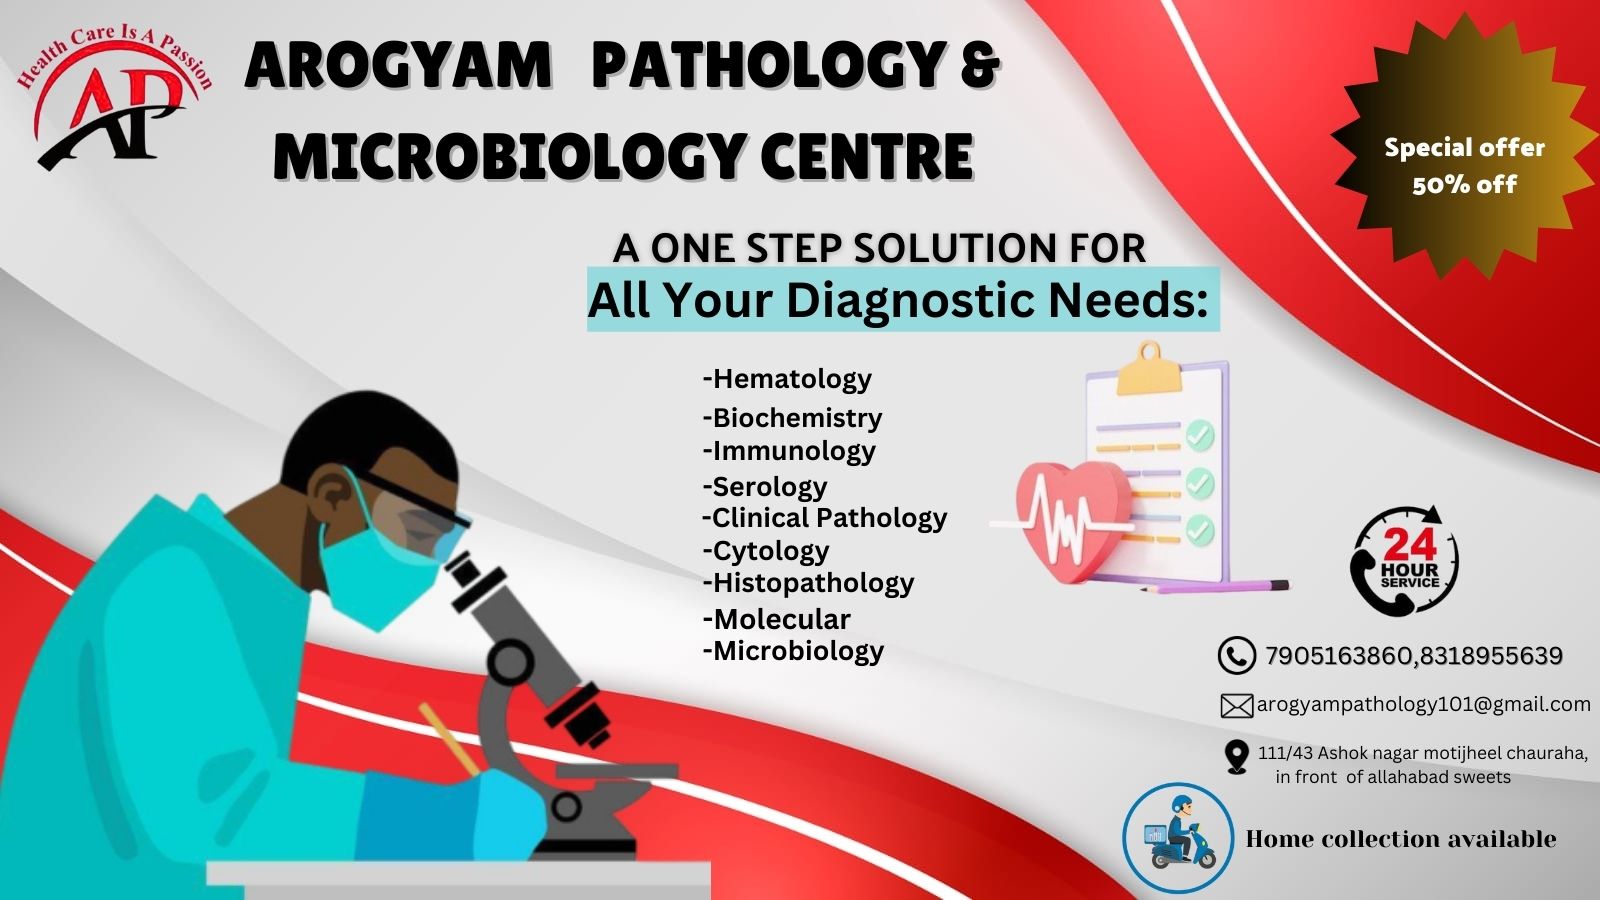 Health Care Is A Passion
AP
AROGYAM PATHOLOGY &
MICROBIOLOGY CENTRE
Special offer
50% off
A ONE STEP SOLUTION FOR
All Your Diagnostic Needs:
-Hematology
-Biochemistry
-Immunology
-Serology
-Clinical Pathology
-Cytology
-Histopathology
-Molecular
-Microbiology
24
HOUR
SERVICE
7905163860,8318955639
arogyampathology101@gmail.com
111/43 Ashok nagar motijheel chauraha,
in front of allahabad sweets
Home collection available